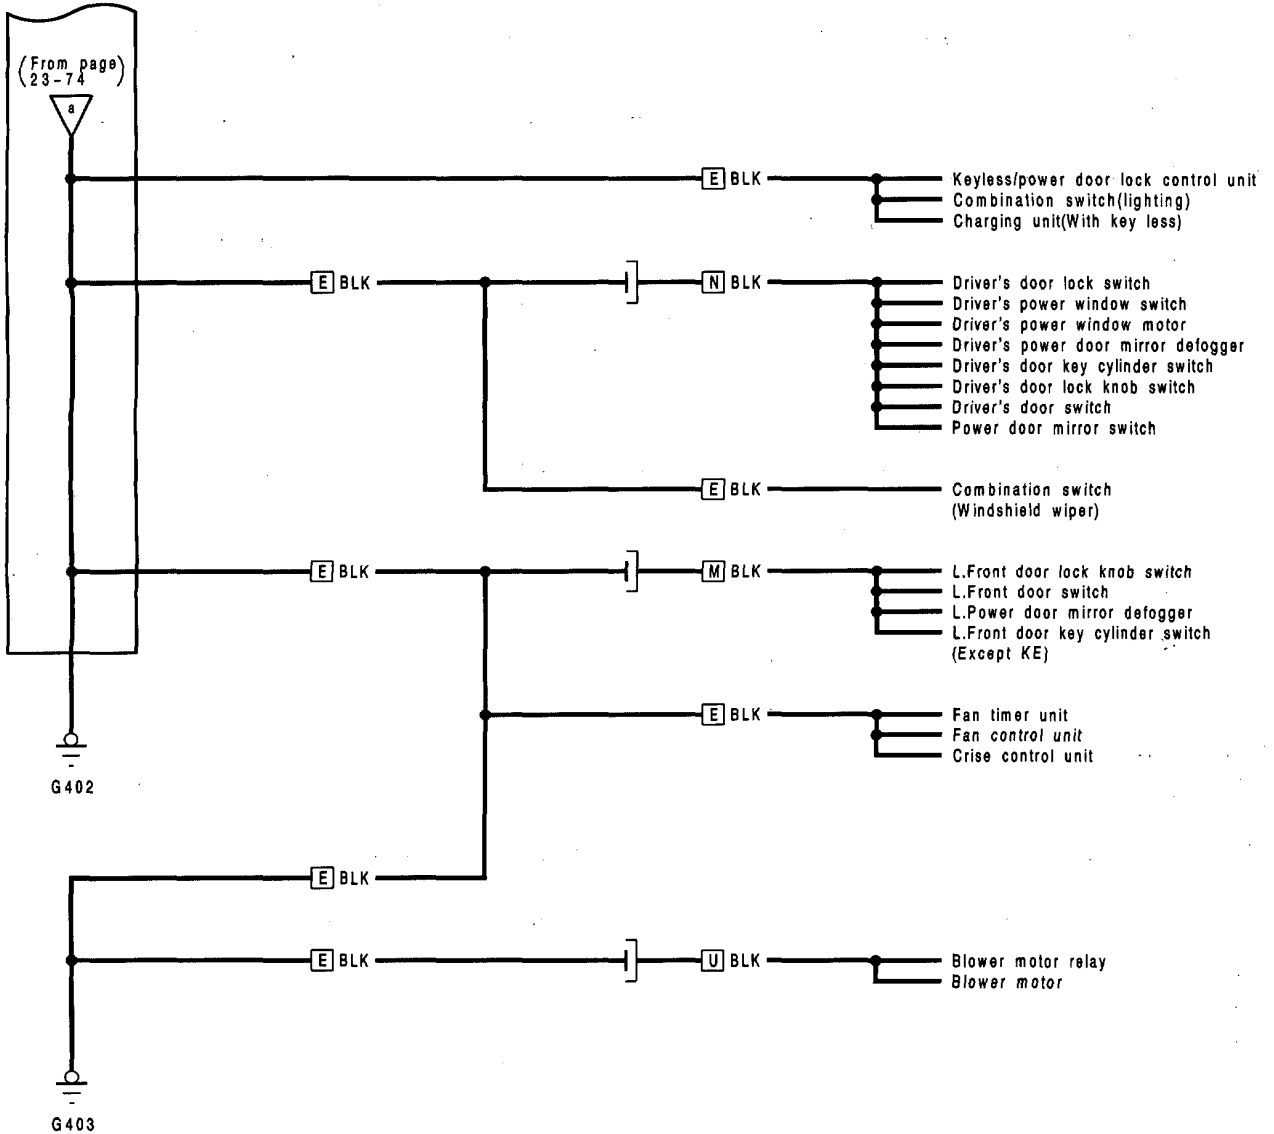 (From page
23-74)
a
E BLK
Keyless/power door lock control unit
Combination switch(lighting)
Charging unit(With key less)
E BLK
N BLK
Driver's door lock switch
Driver's power window switch
Driver's power window motor
Driver's power door mirror defogger
Driver's door key cylinder switch
Driver's door lock knob switch
Driver's door switch
Power door mirror switch
E BLK
Combination switch
(Windshield wiper)
E BLK
M BLK
L.Front door lock knob switch
L.Front door switch
L.Power door mirror defogger
L.Front door key cylinder switch
(Except KE)
E BLK
Fan timer unit
Fan control unit
Crise control unit
G402
E BLK
E BLK
U BLK
Blower motor relay
Blower motor
G403